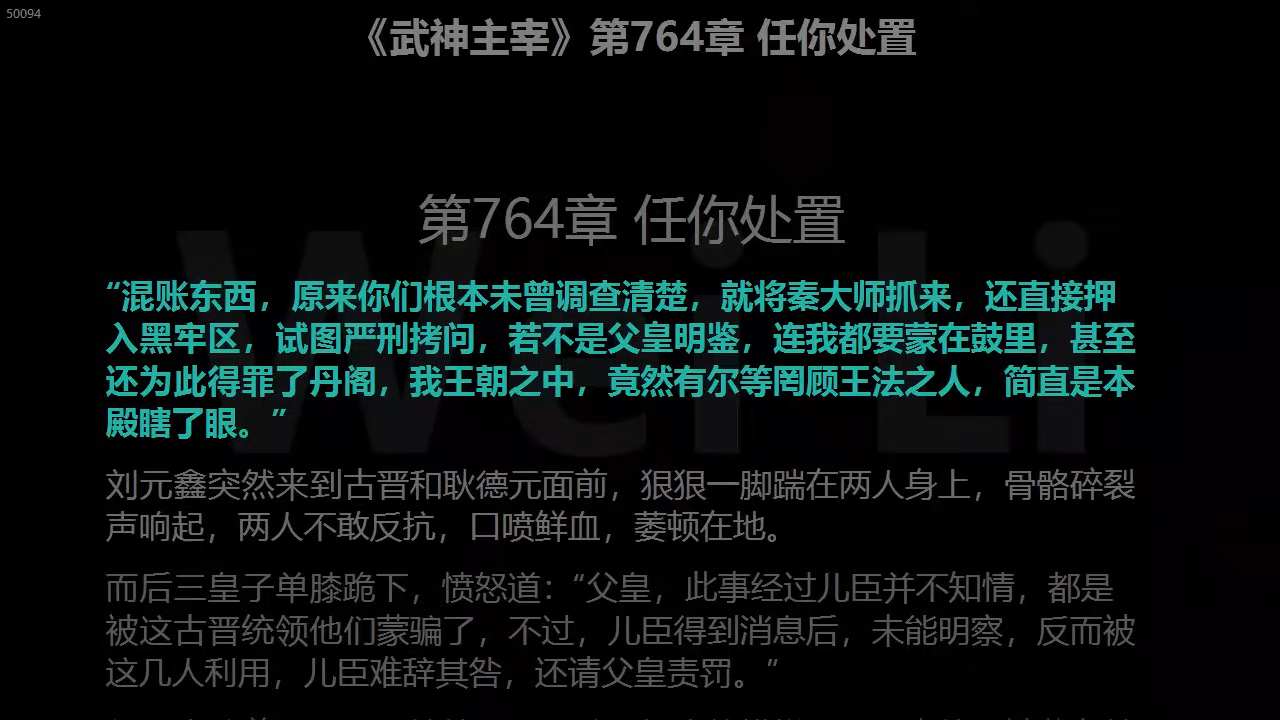 50094
《武神主宰》第764章 任你处置
第764章 任你处置
“混账东西，原来你们根本未曾调查清楚，就将秦大师抓来，还直接押
入黑牢区，试图严刑拷问，若不是父皇明鉴，连我都要蒙在鼓里，甚至
还为此得罪了丹阁，我王朝之中，竟然有尔等罔顾王法之人，简直是本
殿瞎了眼。”
刘元鑫突然来到古晋和耿德元面前，狠狠一脚踹在两人身上，骨骼碎裂
声响起，两人不敢反抗，口喷鲜血，萎顿在地。
而后三皇子单膝跪下，愤怒道：“父皇，此事经过儿臣并不知情，都是
被这古晋统领他们蒙骗了，不过，儿臣得到消息后，未能明察，反而被
这几人利用，儿臣难辞其咎，还请父皇责罚。”
Wei Li